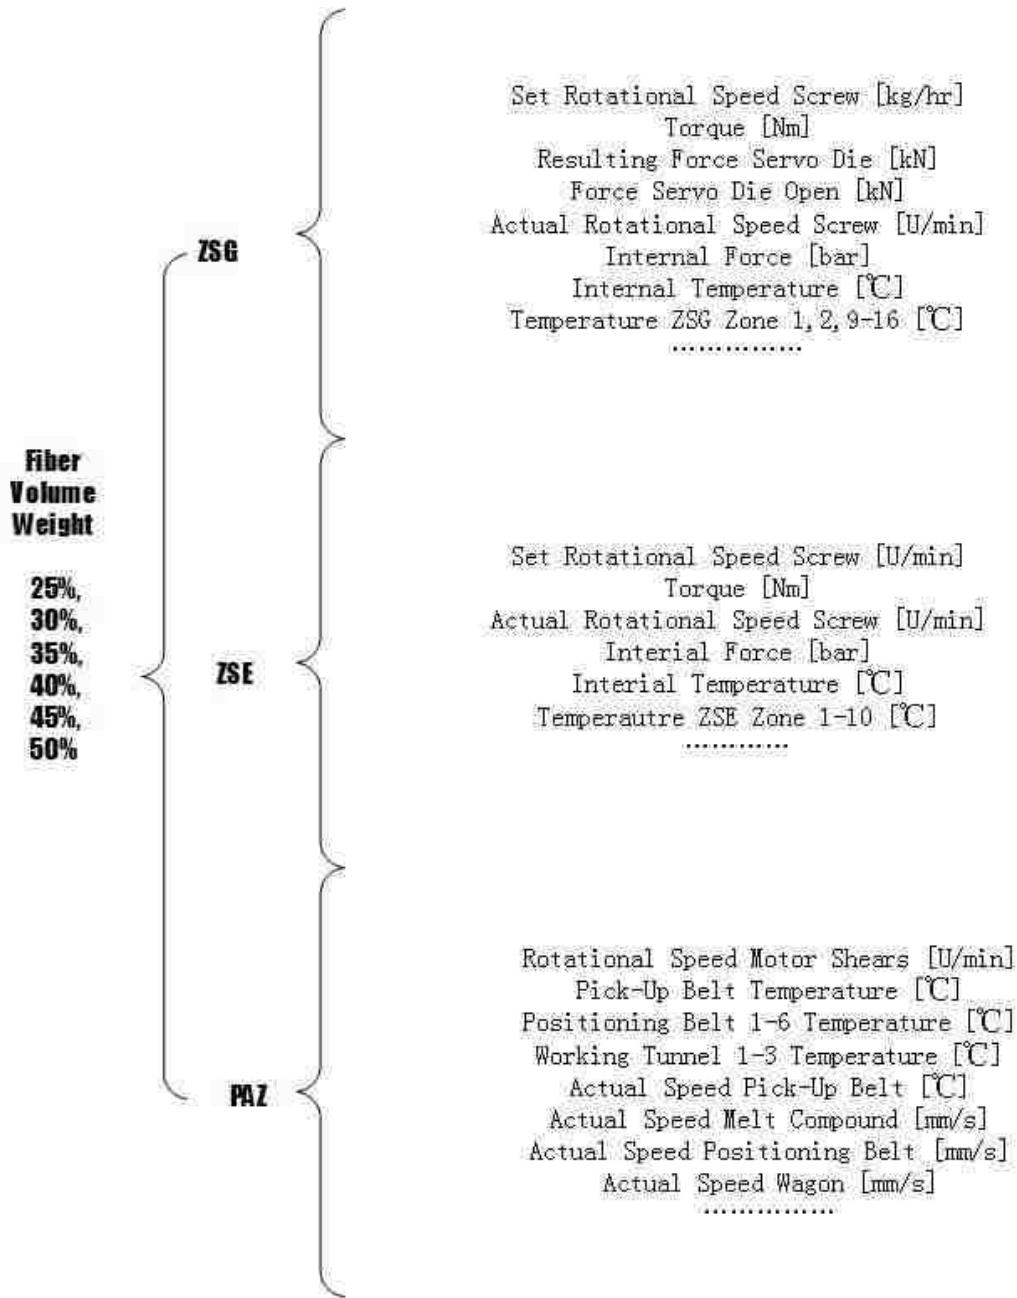 Fiber
Volume
Weight
25%,
30%,
35%,
40%,
45%,
50%
ZSG
Set Rotational Speed Screw [kg/hr]
Torque [Nm]
Resulting Force Servo Die [kN]
Force Servo Die Open [kN]
Actual Rotational Speed Screw [U/min]
Internal Force [bar]
Internal Temperature [℃]
Temperature ZSG Zone 1,2,9-16 [℃]
...............
ZSE
Set Rotational Speed Screw [U/min]
Torque [Nm]
Actual Rotational Speed Screw [U/min]
Interial Force [bar]
Interial Temperature [℃]
Temperautre ZSE Zone 1-10 [℃]
............
PAZ
Rotational Speed Motor Shears [U/min]
Pick-Up Belt Temperature [℃]
Positioning Belt 1-6 Temperature [℃]
Working Tunnel 1-3 Temperature [℃]
Actual Speed Pick-Up Belt [℃]
Actual Speed Melt Compound [mm/s]
Actual Speed Positioning Belt [mm/s]
Actual Speed Wagon [mm/s]
...............